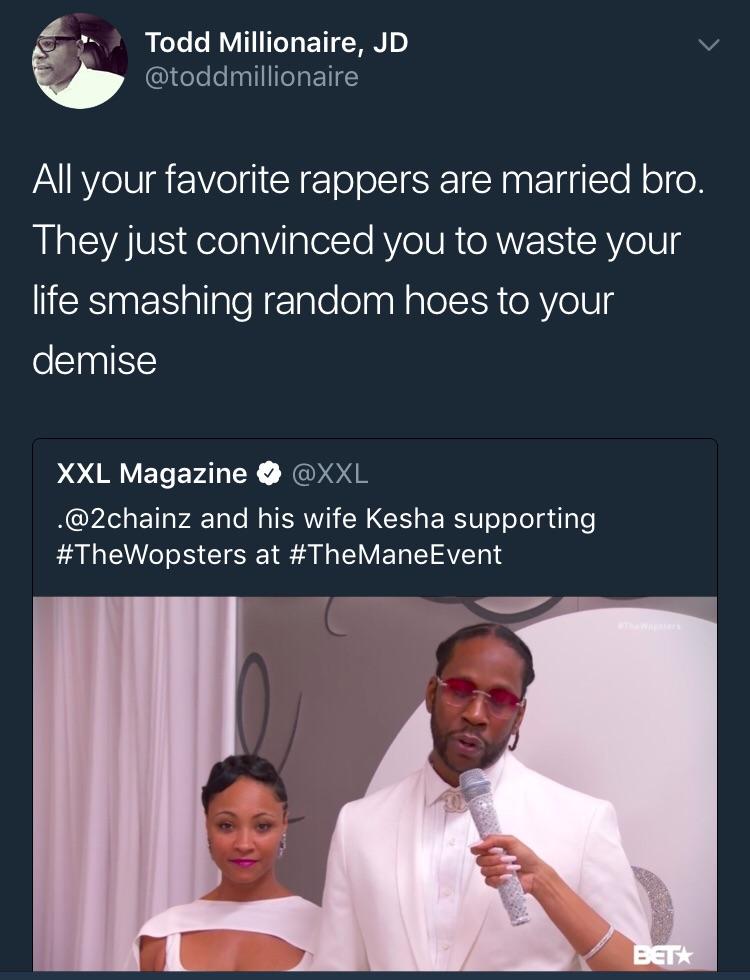 Todd Millionaire, JD
@toddmillionaire
All your favorite rappers are married bro.
They just convinced you to waste your
life smashing random hoes to your
demise
XXL Magazine @XXL
.@2chainz and his wife Kesha supporting
#TheWopsters at #TheManeEvent
#TheWopsters
BET